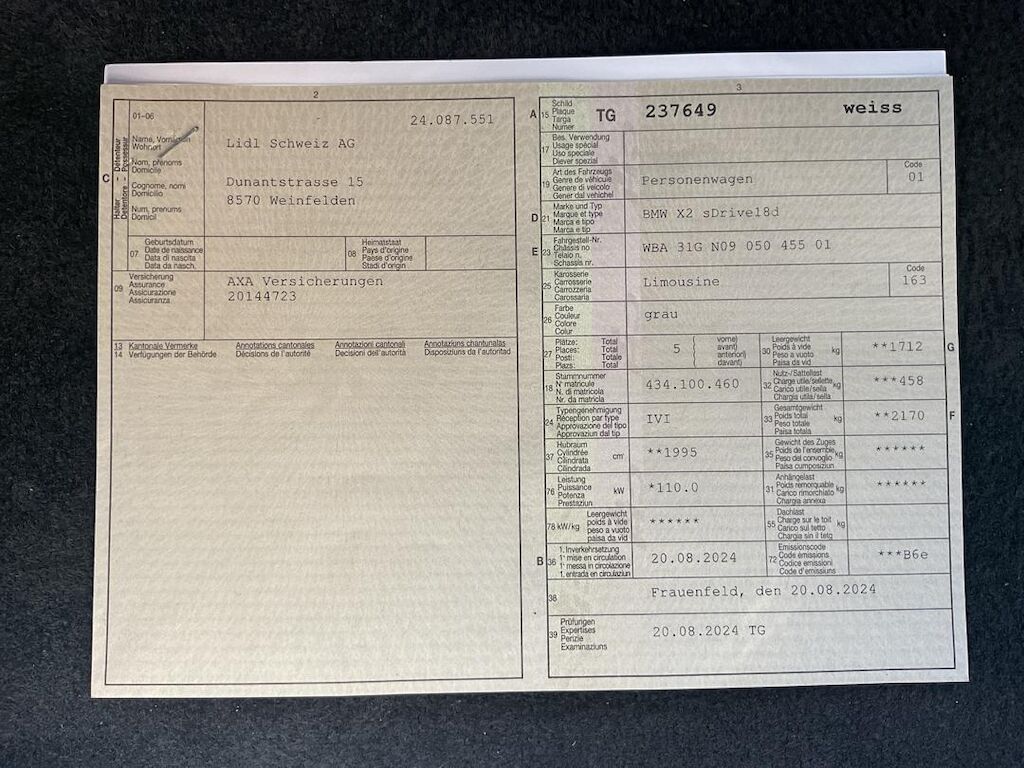 2
01-06
24.087.551
C
Halter - Détenteur
Detentore - Possessur
Name, Vornamen
Wohnort
Nom, prénoms
Domicile
Cognome, nomi
Domicilio
Num, prenums
Domicil
Lidl Schweiz AG
Dunantstrasse 15
8570 Weinfelden
07 Geburtsdatum
Date de naissance
Data di nascita
Data da nasch.
08 Heimatstaat
Pays d'origine
Paese d'origine
Stadi d'origin
09 Versicherung
Assurance
Assicurazione
Assicuranza
AXA Versicherungen
20144723
13 Kantonale Vermerke Annotations cantonales Annotazioni cantonali Annotaziuns chantunalas
14 Verfügungen der Behörde Décisions de l'autorité Decisioni dell'autorità Disposiziuns da l'autoritad
3
A 15 Schild
Plaque
Targa
Numer
TG 237649 weiss
17 Bes. Verwendung
Usage spécial
Uso speciale
Diever spezial
19 Art des Fahrzeugs
Genre de véhicule
Genere di veicolo
Gener dal vehichel
Personenwagen
Code
01
D 21 Marke und Typ
Marque et type
Marca e tipo
Marca e tip
BMW X2 sDrive18d
E 23 Fahrgestell-Nr.
Châssis no
Telaio n.
Schassis nr.
WBA 31G N09 050 455 01
25 Karosserie
Carrosserie
Carrozzeria
Carossaria
Limousine
Code
163
26 Farbe
Couleur
Colore
Colur
grau
27 Plätze: Total
Places: Total
Posti: Totale
Plazs: Total
5
( vorne)
( avant)
( anteriori)
( davant)
30 Leergewicht
Poids à vide
Peso a vuoto
Paisa da vid
kg
**1712
G
18 Stammnummer
N° matricule
N. di matricola
Nr. da matricla
434.100.460
32 Nutz-/Sattellast
Charge utile/sellette
Carico utile/sella
Chargia utila/sella
kg
***458
24 Typengenehmigung
Réception par type
Approvazione del tipo
Approvaziun dal tip
IVI
33 Gesamtgewicht
Poids total
Peso totale
Paisa totala
kg
**2170
F
37 Hubraum
Cylindrée
Cilindrata
Cilindrada
cm³
**1995
35 Gewicht des Zuges
Poids de l'ensemble
Peso del convoglio
Paisa cumposiziun
kg
******
76 Leistung
Puissance
Potenza
Prestaziun
kW
*110.0
31 Anhängelast
Poids remorquable
Carico rimorchiato
Chargia annexa
kg
******
78 kW/kg Leergewicht
poids à vide
peso a vuoto
paisa da vid
******
55 Dachlast
Charge sur le toit
Carico sul tetto
Chargia sin il tetg
kg
B 36 1. Inverkehrsetzung
1re mise en circulation
1a messa in circolazione
1. entrada en circulaziun
20.08.2024
72 Emissionscode
Code émissions
Codice emissioni
Code d'emissiuns
***B6e
38
Frauenfeld, den 20.08.2024
39 Prüfungen
Expertises
Perizie
Examinaziuns
20.08.2024 TG